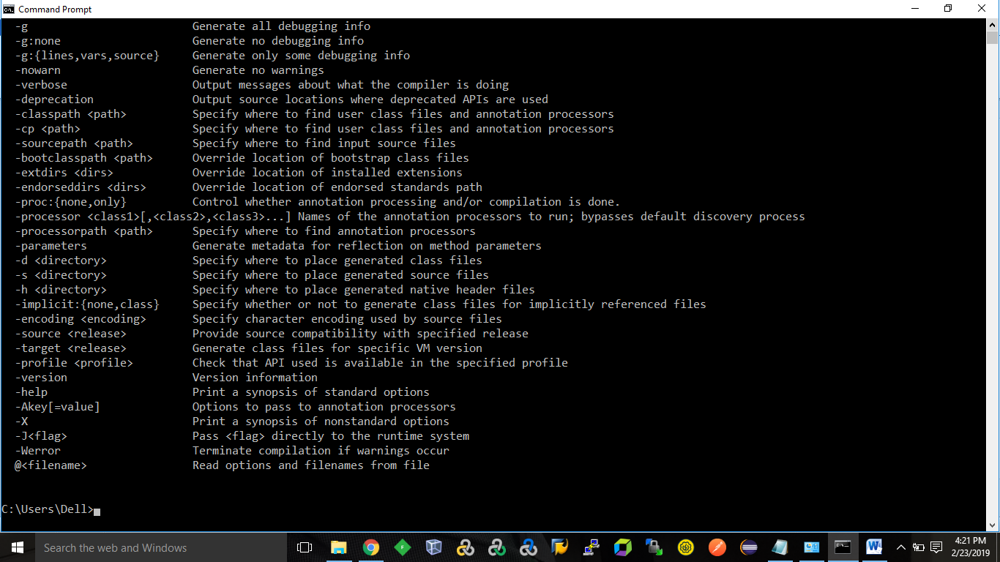 Command Prompt
-g Generate all debugging info
-g:none Generate no debugging info
-g:{lines,vars,source} Generate only some debugging info
-nowarn Generate no warnings
-verbose Output messages about what the compiler is doing
-deprecation Output source locations where deprecated APIs are used
-classpath <path> Specify where to find user class files and annotation processors
-cp <path> Specify where to find user class files and annotation processors
-sourcepath <path> Specify where to find input source files
-bootclasspath <path> Override location of bootstrap class files
-extdirs <dirs> Override location of installed extensions
-endorseddirs <dirs> Override location of endorsed standards path
-proc:{none,only} Control whether annotation processing and/or compilation is done.
-processor <class1>[,<class2>,<class3>...] Names of the annotation processors to run; bypasses default discovery process
-processorpath <path> Specify where to find annotation processors
-parameters Generate metadata for reflection on method parameters
-d <directory> Specify where to place generated class files
-s <directory> Specify where to place generated source files
-h <directory> Specify where to place generated native header files
-implicit:{none,class} Specify whether or not to generate class files for implicitly referenced files
-encoding <encoding> Specify character encoding used by source files
-source <release> Provide source compatibility with specified release
-target <release> Generate class files for specific VM version
-profile <profile> Check that API used is available in the specified profile
-version Version information
-help Print a synopsis of standard options
-Akey[=value] Options to pass to annotation processors
-X Print a synopsis of nonstandard options
-J<flag> Pass <flag> directly to the runtime system
-Werror Terminate compilation if warnings occur
@<filename> Read options and filenames from file
C:\Users\Dell>
Search the web and Windows
4:21 PM
2/23/2019